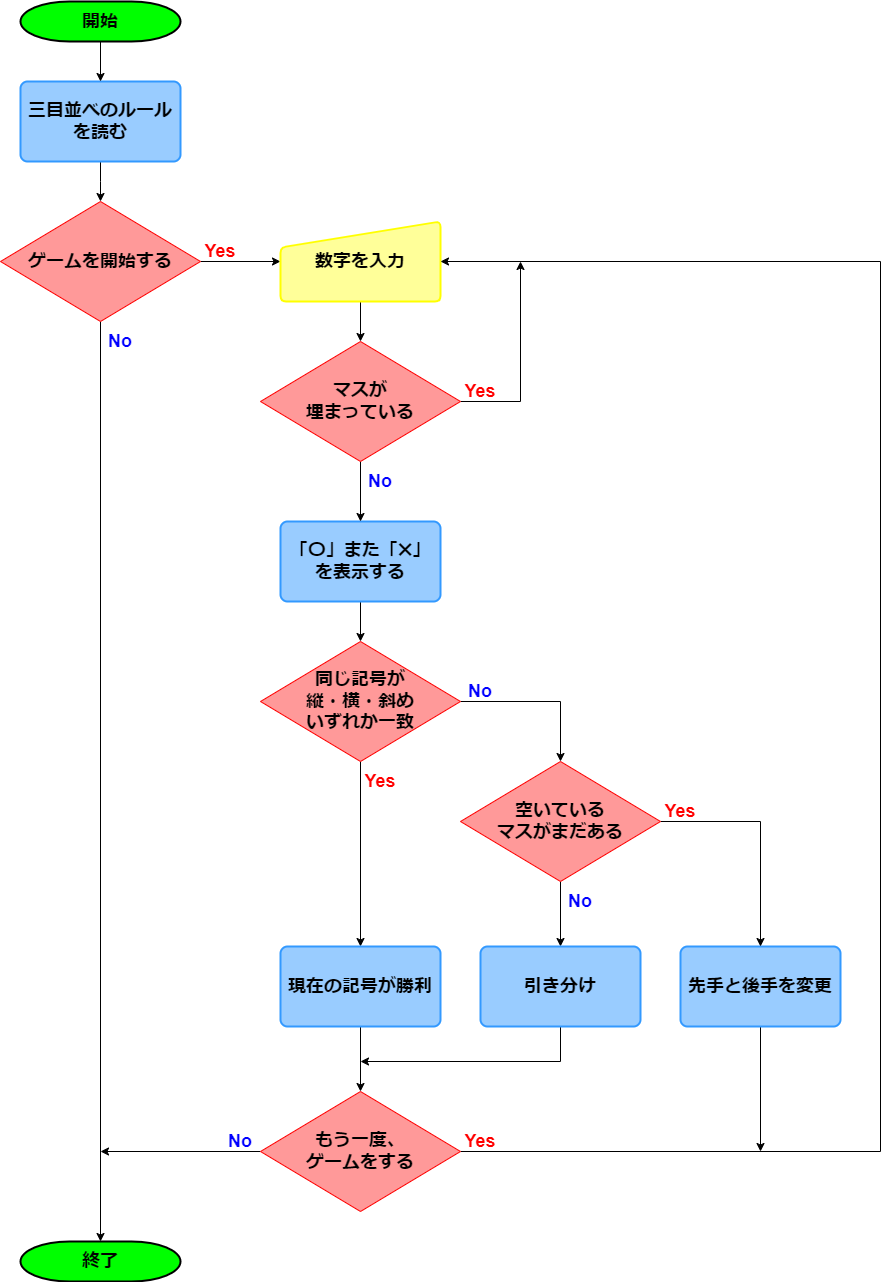 開始
三目並べのルール
を読む
ゲームを開始する
Yes
No
数字を入力
マスが
埋まっている
Yes
No
「〇」また「×」
を表示する
同じ記号が
縦・横・斜め
いずれか一致
No
Yes
空いている
マスがまだある
Yes
No
現在の記号が勝利
引き分け
先手と後手を変更
もう一度、
ゲームをする
No
Yes
終了